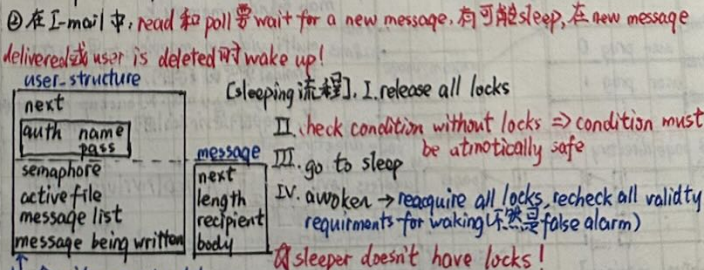 ②在I-mail中,read和poll要wait for a new message,有可能sleep,在new message
delivered或user is deleted时wake up!
user_structure
next
auth name
pass
semaphore
active file
message list
message being written
message
next
length
recipient
body
[sleeping流程]. I. release all locks
II. check condition without locks ⇒ condition must
be atmotically safe
III. go to sleep
IV. awoken → reacquire all locks, recheck all validty
requirments for waking (不然是false alarm)
sleeper doesn't have locks!